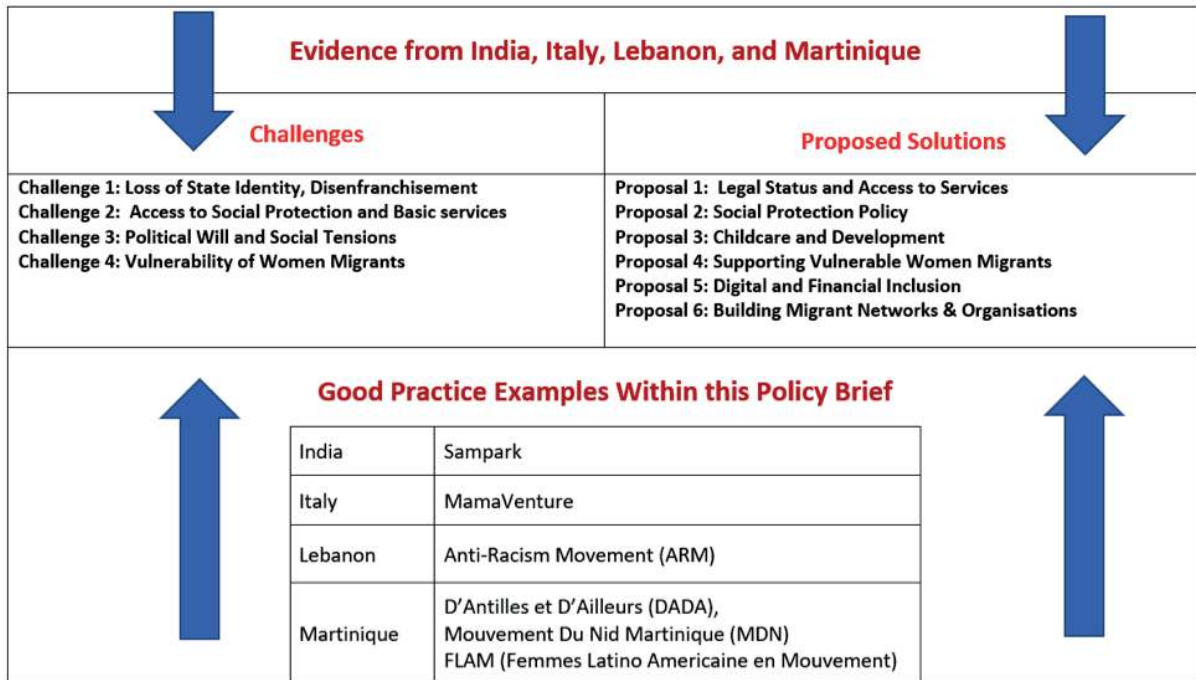 Evidence from India, Italy, Lebanon, and Martinique
Challenges
Challenge 1: Loss of State Identity, Disenfranchisement
Challenge 2: Access to Social Protection and Basic services
Challenge 3: Political Will and Social Tensions
Challenge 4: Vulnerability of Women Migrants
Proposed Solutions
Proposal 1: Legal Status and Access to Services
Proposal 2: Social Protection Policy
Proposal 3: Childcare and Development
Proposal 4: Supporting Vulnerable Women Migrants
Proposal 5: Digital and Financial Inclusion
Proposal 6: Building Migrant Networks & Organisations
Good Practice Examples Within this Policy Brief
India Sampark
Italy MamaVenture
Lebanon Anti-Racism Movement (ARM)
Martinique
D'Antilles et D'Ailleurs (DADA),
Mouvement Du Nid Martinique (MDN)
FLAM (Femmes Latino Americaine en Mouvement)